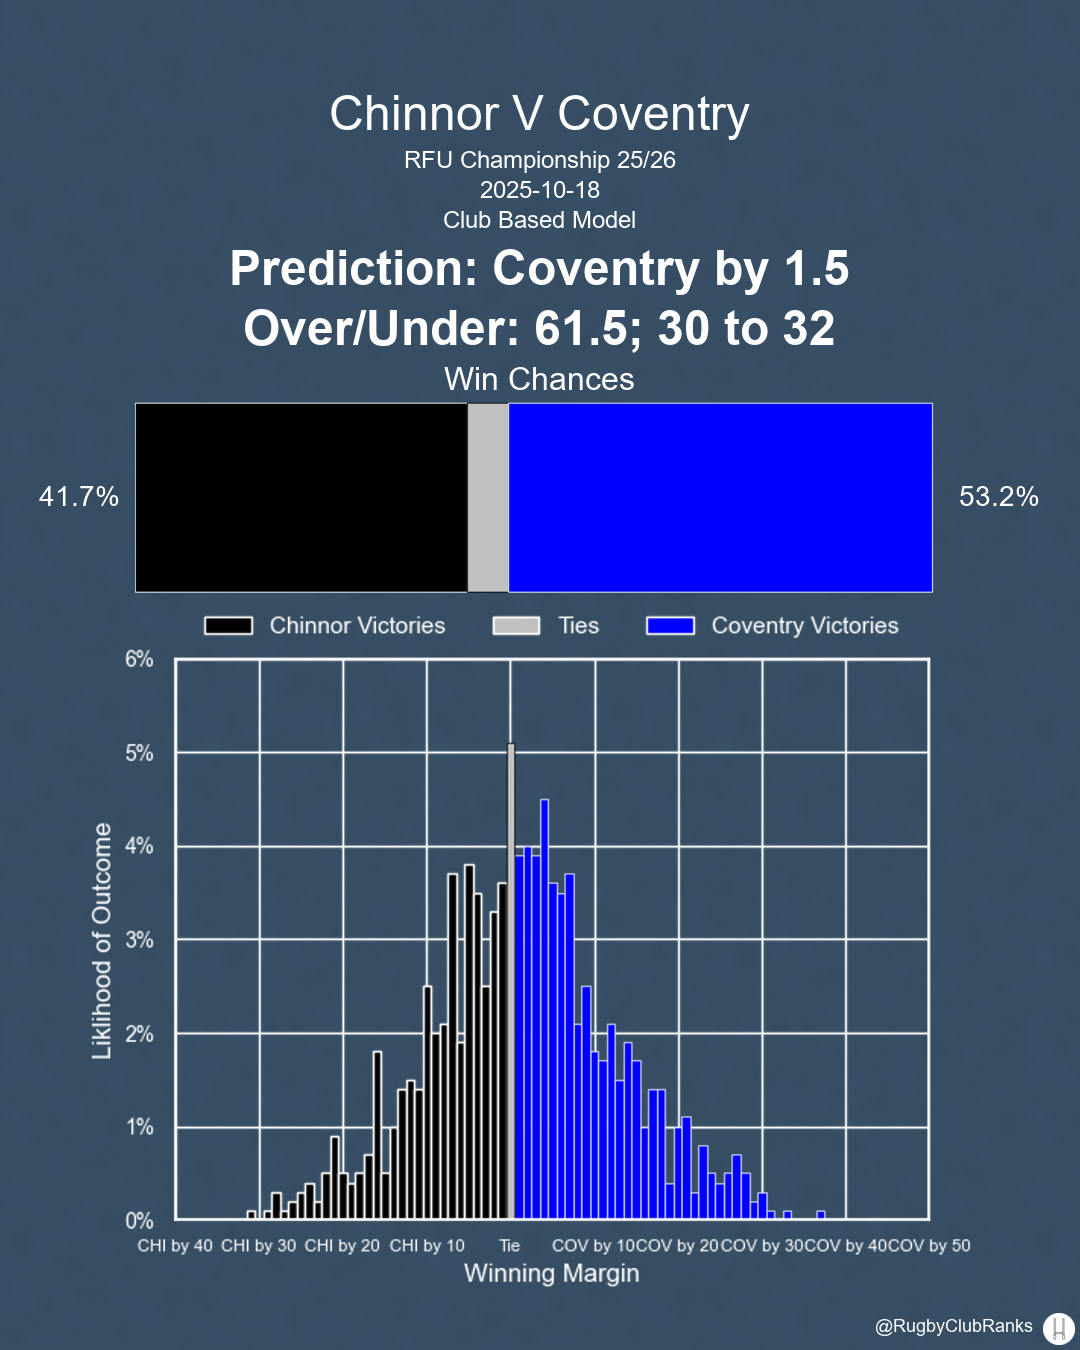 Chinnor V Coventry
RFU Championship 25/26
2025-10-18
Club Based Model
Prediction: Coventry by 1.5
Over/Under: 61.5; 30 to 32
Win Chances
41.7%
53.2%
Chinnor Victories
Ties
Coventry Victories
6%
5%
4%
3%
2%
1%
0%
Liklihood of Outcome
CHI by 40 CHI by 30 CHI by 20 CHI by 10 Tie COV by 10 COV by 20 COV by 30 COV by 40 COV by 50
Winning Margin
@RugbyClubRanks